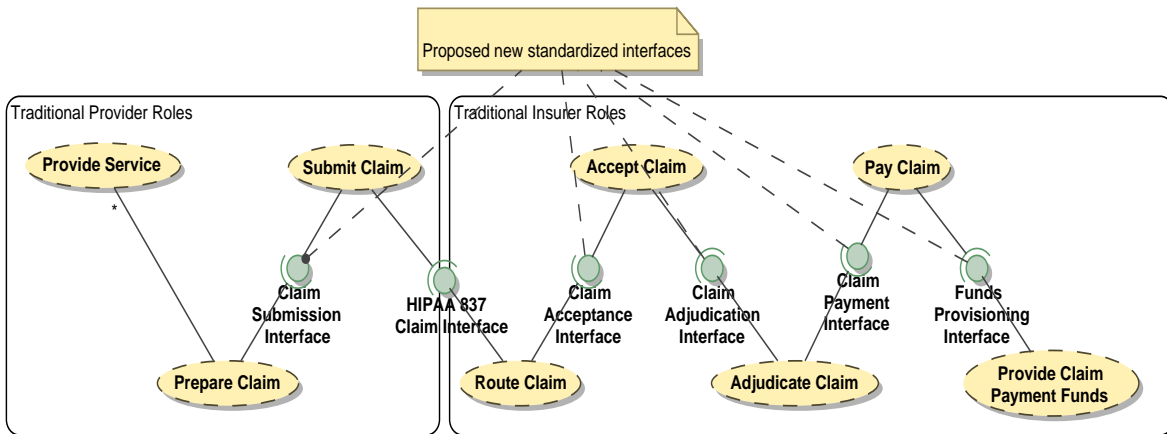 Proposed new standardized interfaces
Traditional Provider Roles
Traditional Insurer Roles
Provide Service
Submit Claim
Accept Claim
Pay Claim
*
Claim
Submission
Interface
HIPAA 837
Claim Interface
Claim
Acceptance
Interface
Claim
Adjudication
Interface
Claim
Payment
Interface
Funds
Provisioning
Interface
Prepare Claim
Route Claim
Adjudicate Claim
Provide Claim
Payment Funds